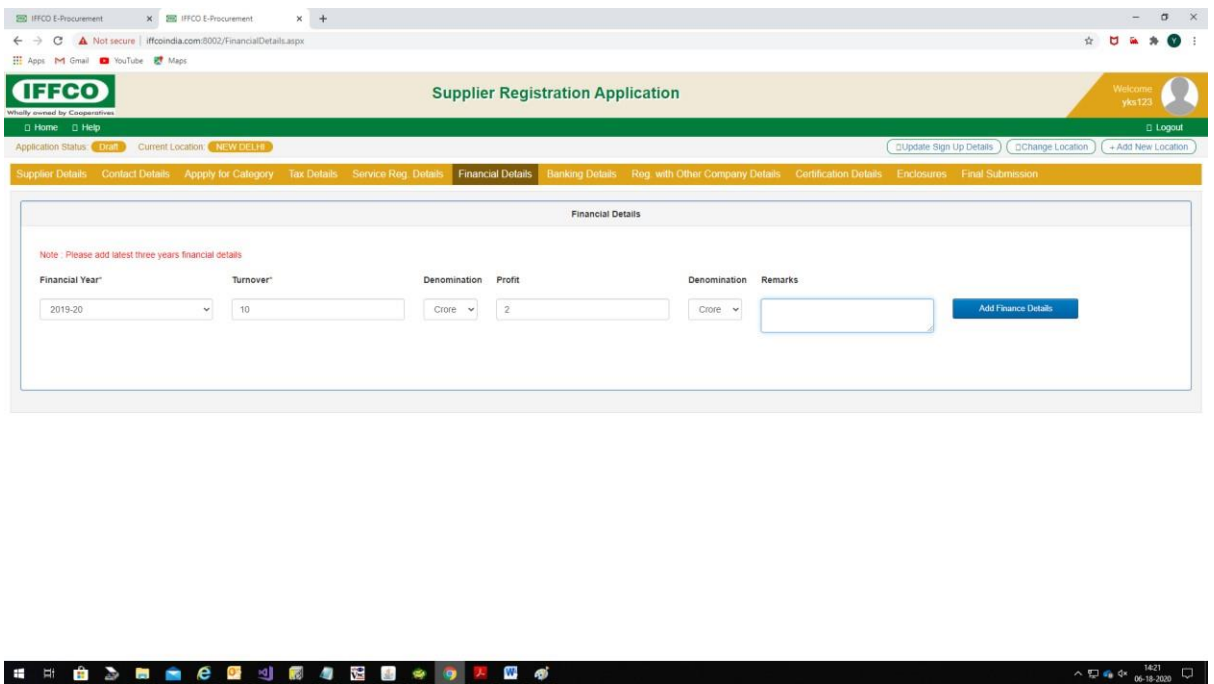 IFFCO E-Procurement
IFFCO E-Procurement
Not secure | iffcoindia.com:8002/FinancialDetails.aspx
Y
Apps Gmail YouTube Maps
IFFCO
Wholly owned by Cooperatives
Supplier Registration Application
Welcome
yks123
Home Help
Logout
Application Status: Draft Current Location: NEW DELHI
Update Sign Up Details Change Location + Add New Location
Supplier Details Contact Details Appply for Category Tax Details Service Reg. Details Financial Details Banking Details Reg. with Other Company Details Certification Details Enclosures Final Submission
Financial Details
Note : Please add latest three years financial details
Financial Year* Turnover* Denomination Profit Denomination Remarks
2019-20 10 Crore 2 Crore Add Finance Details
14:21
06-18-2020